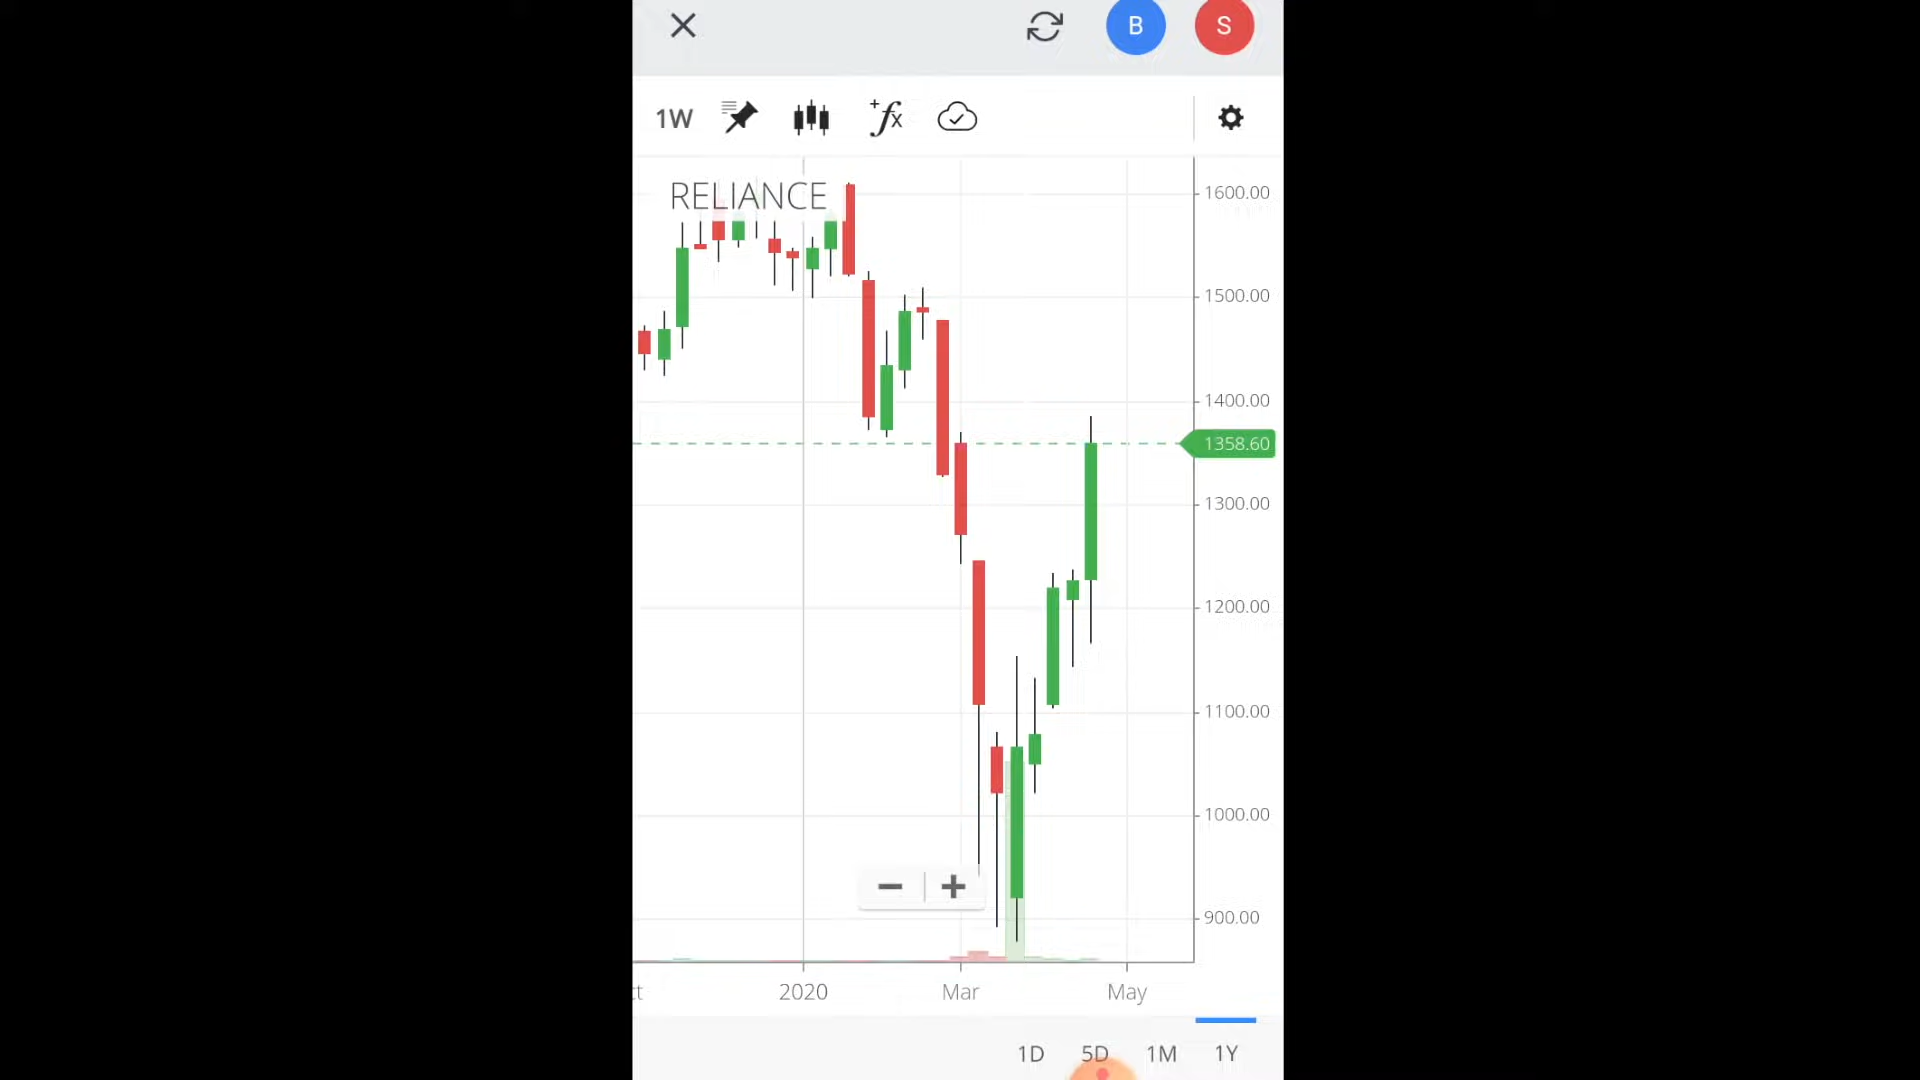 B S
1W fx
RELIANCE
1600.00
1500.00
1400.00
1358.60
1300.00
1200.00
1100.00
1000.00
900.00
2020 Mar May
1D 5D 1M 1Y